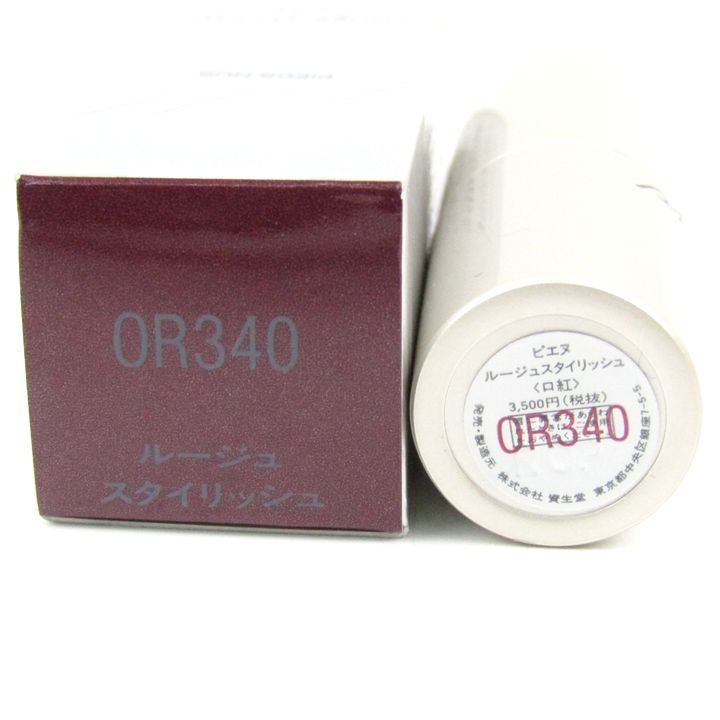 PIEDS NUS
OR340
ルージュ
スタイリッシュ
ピエヌ
ルージュスタイリッシュ
〈口紅〉
3,500円(税抜)
OR340
発売・製造元 株式会社 資生堂 東京都中央区銀座7-5-5